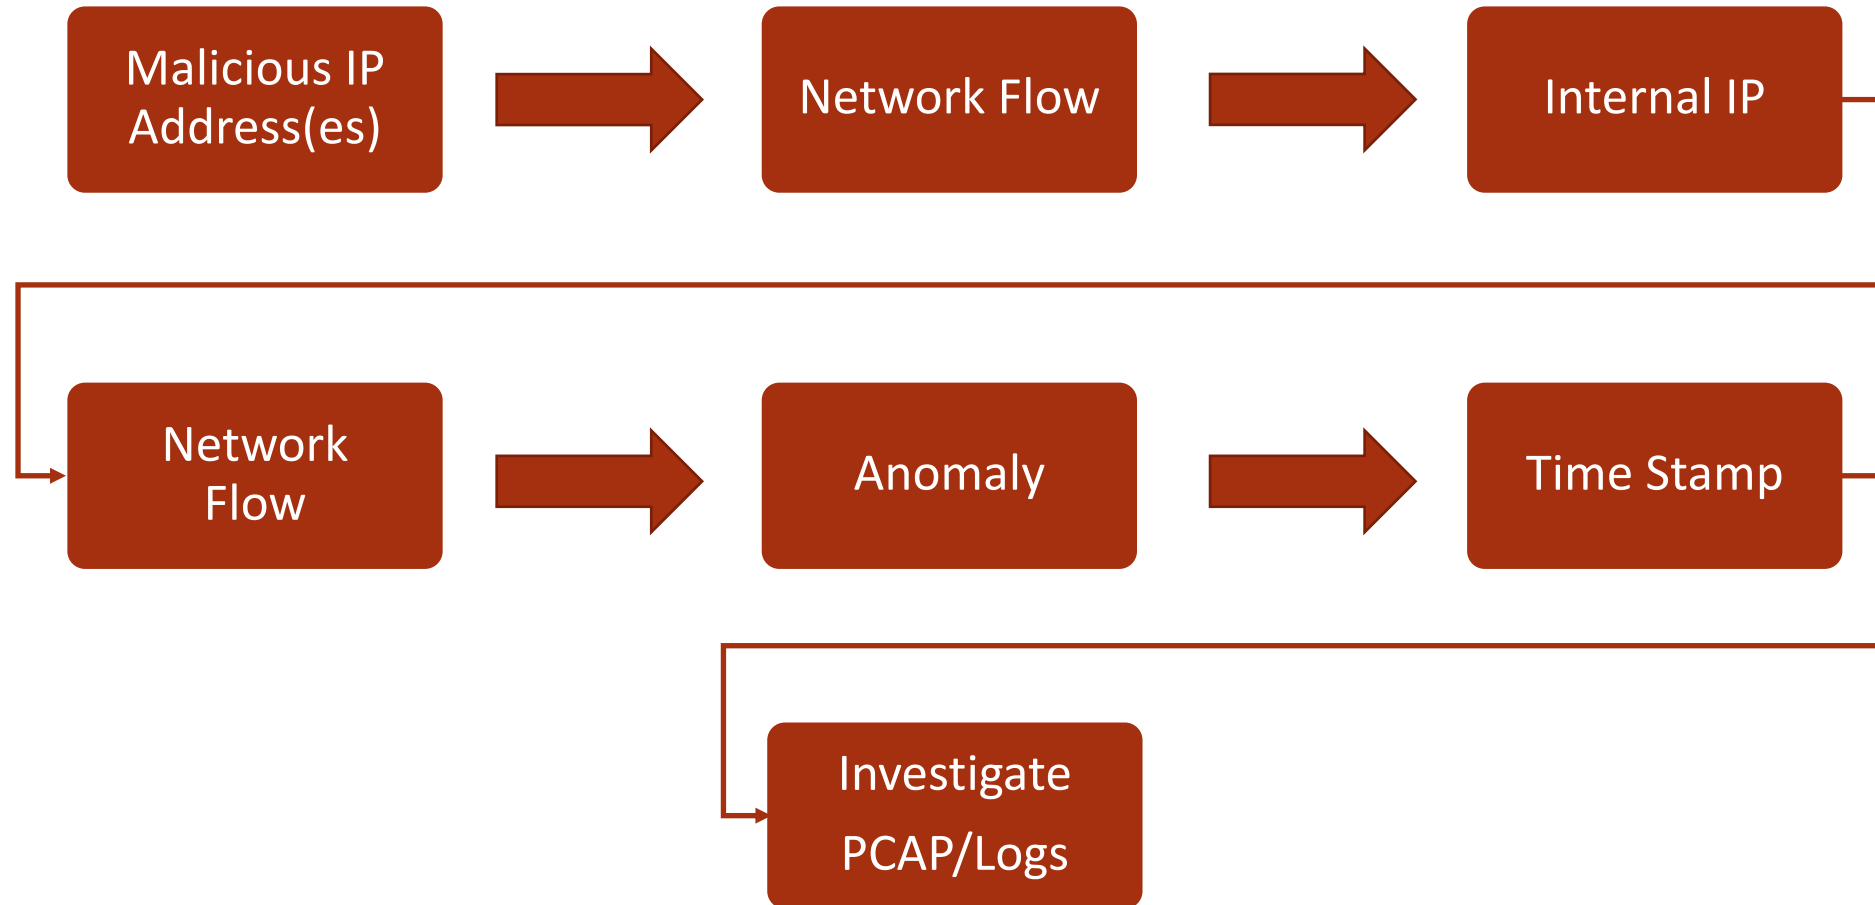 Malicious IP
Address(es)
Network Flow
Internal IP
Network
Flow
Anomaly
Time Stamp
Investigate
PCAP/Logs